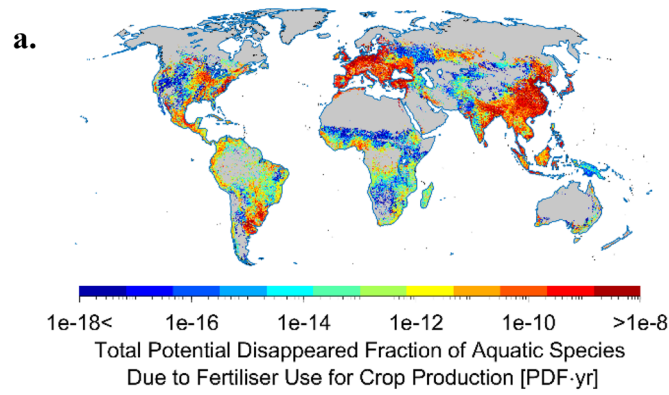 a.
1e-18< 1e-16 1e-14 1e-12 1e-10 >1e-8
Total Potential Disappeared Fraction of Aquatic Species
Due to Fertiliser Use for Crop Production [PDF·yr]